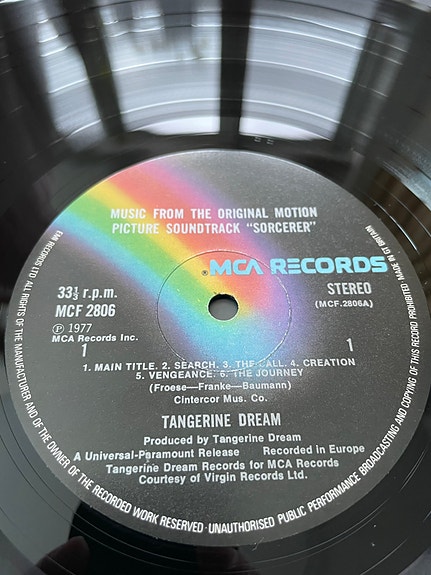 MUSIC FROM THE ORIGINAL MOTION
PICTURE SOUNDTRACK "SORCERER"
MCA RECORDS
33⅓ r.p.m.
STEREO
MCF 2806
(MCF.2806A)
Ⓟ 1977
MCA Records Inc.
1
1
1. MAIN TITLE. 2. SEARCH. 3. THE CALL. 4. CREATION
5. VENGEANCE. 6. THE JOURNEY
(Froese—Franke—Baumann)
Cintercor Mus. Co.
TANGERINE DREAM
Produced by Tangerine Dream
A Universal-Paramount Release Recorded in Europe
Tangerine Dream Records for MCA Records
Courtesy of Virgin Records Ltd.
EMI RECORDS LTD ALL RIGHTS OF THE MANUFACTURER AND OF THE OWNER OF THE RECORDED WORK RESERVED · UNAUTHORISED PUBLIC PERFORMANCE BROADCASTING AND COPYING OF THIS RECORD PROHIBITED MADE IN GT BRITAIN